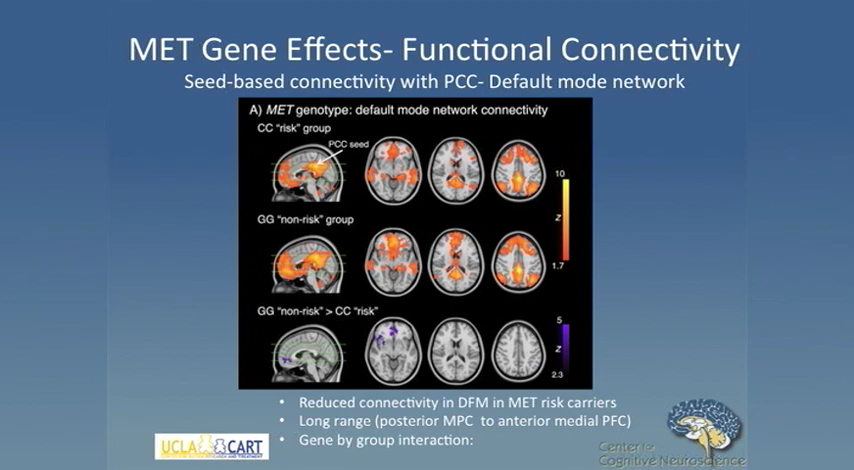 MET Gene Effects- Functional Connectivity
Seed-based connectivity with PCC- Default mode network
A) MET genotype: default mode network connectivity
CC "risk" group
PCC seed
10
z
1.7
GG "non-risk" group
GG "non-risk" > CC "risk"
5
z
2.3
• Reduced connectivity in DFM in MET risk carriers
• Long range (posterior MPC to anterior medial PFC)
• Gene by group interaction:
UCLA CART
Center for
Cognitive Neuroscience